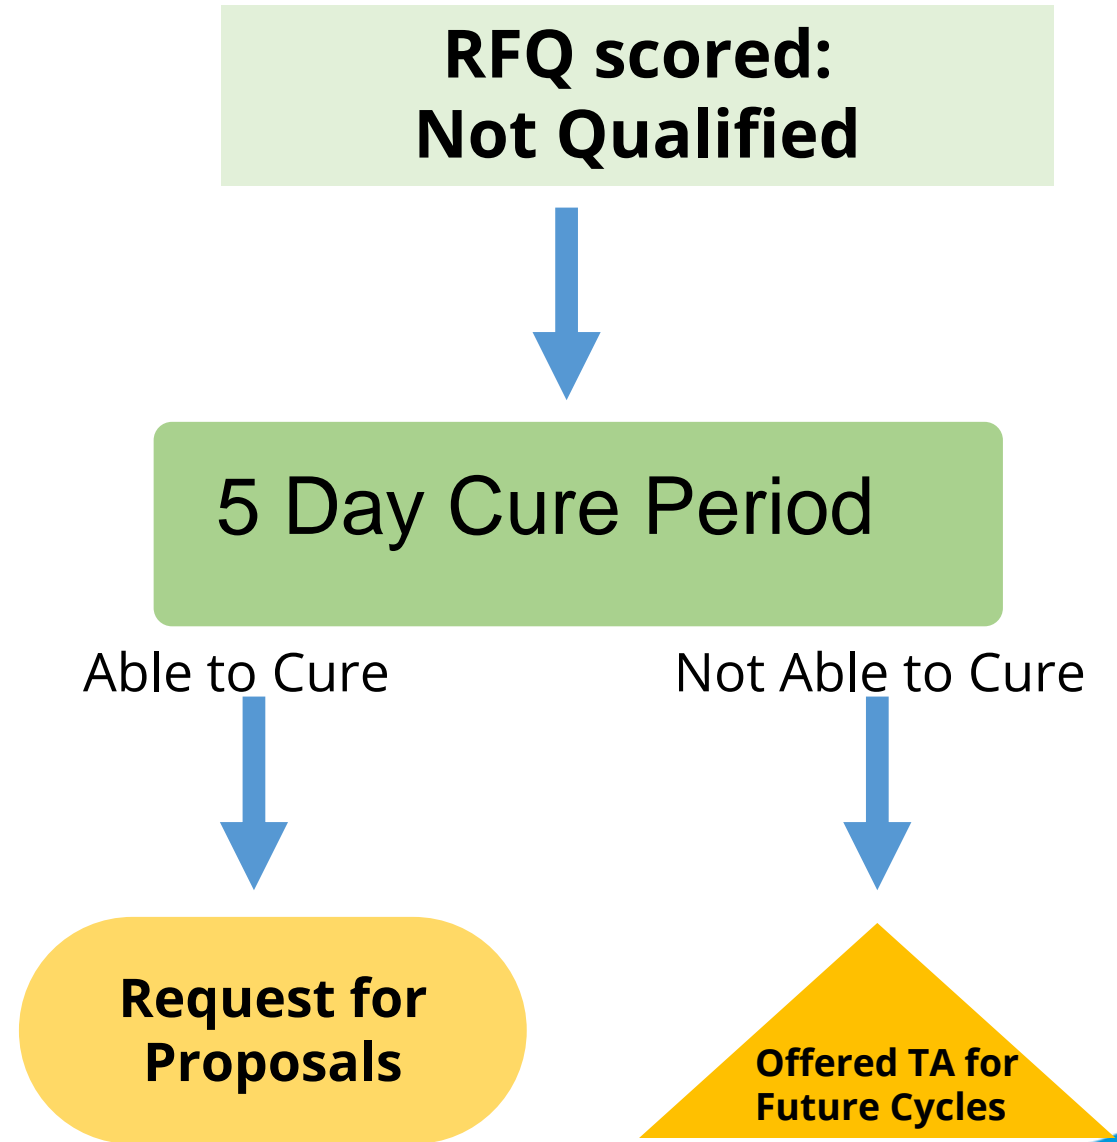 RFQ scored:
Not Qualified
5 Day Cure Period
Able to Cure
Not Able to Cure
Request for
Proposals
Offered TA for
Future Cycles